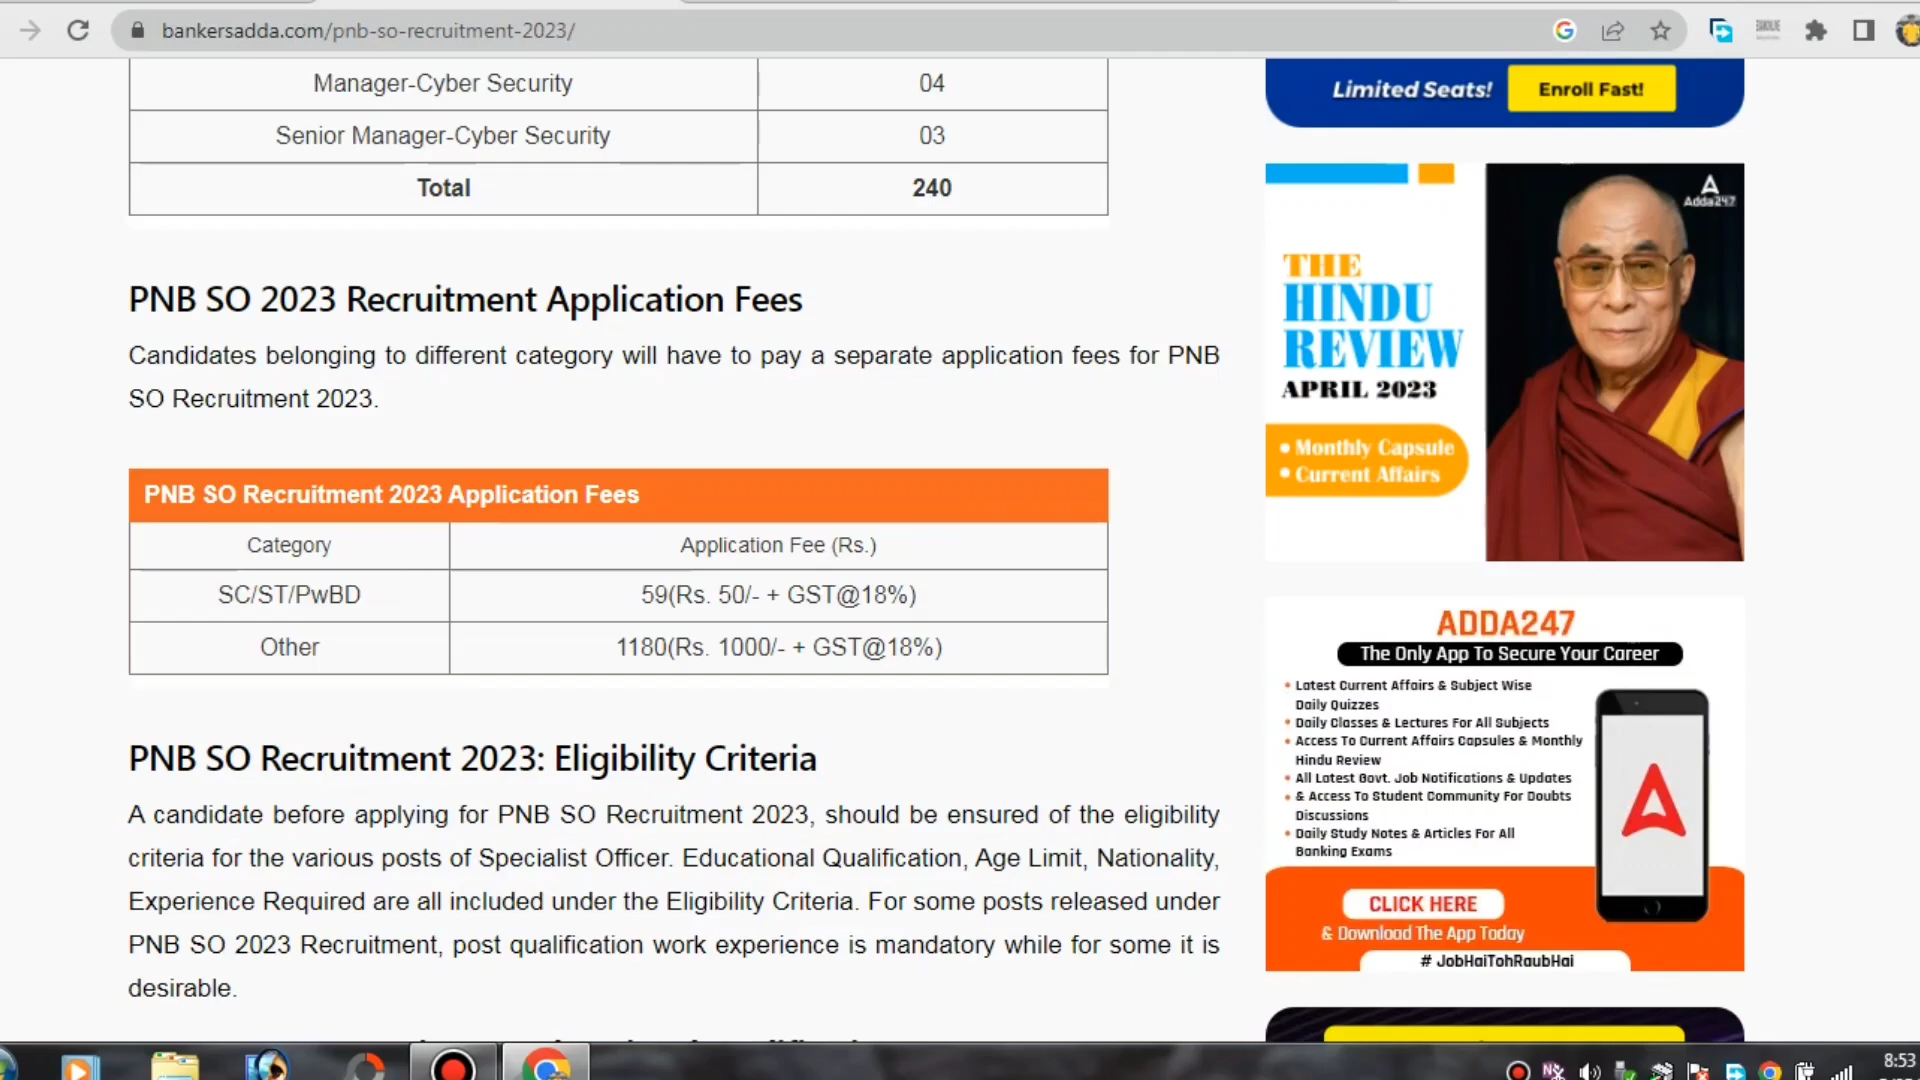 bankersadda.com/pnb-so-recruitment-2023/
Manager-Cyber Security 04
Senior Manager-Cyber Security 03
Total 240
PNB SO 2023 Recruitment Application Fees
Candidates belonging to different category will have to pay a separate application fees for PNB
SO Recruitment 2023.
PNB SO Recruitment 2023 Application Fees
Category Application Fee (Rs.)
SC/ST/PwBD 59(Rs. 50/- + GST@18%)
Other 1180(Rs. 1000/- + GST@18%)
PNB SO Recruitment 2023: Eligibility Criteria
A candidate before applying for PNB SO Recruitment 2023, should be ensured of the eligibility
criteria for the various posts of Specialist Officer. Educational Qualification, Age Limit, Nationality,
Experience Required are all included under the Eligibility Criteria. For some posts released under
PNB SO 2023 Recruitment, post qualification work experience is mandatory while for some it is
desirable.
Limited Seats! Enroll Fast!
Adda247
THE
HINDU
REVIEW
APRIL 2023
• Monthly Capsule
• Current Affairs
ADDA247
The Only App To Secure Your Career
• Latest Current Affairs & Subject Wise
Daily Quizzes
• Daily Classes & Lectures For All Subjects
• Access To Current Affairs Capsules & Monthly
Hindu Review
• All Latest Govt. Job Notifications & Updates
• & Access To Student Community For Doubts
Discussions
• Daily Study Notes & Articles For All
Banking Exams
CLICK HERE
& Download The App Today
# JobHaiTohRaubHai
8:53